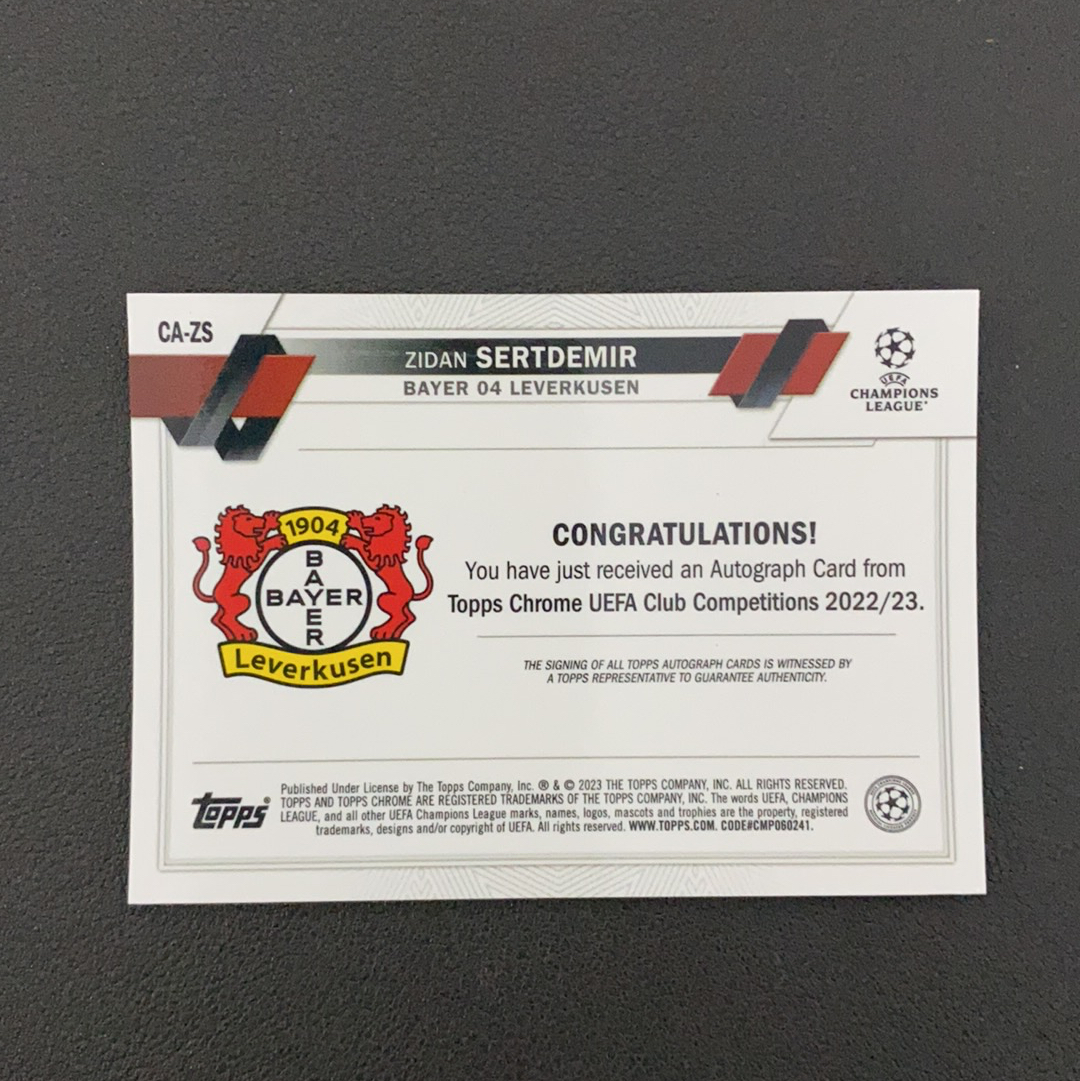 CA-ZS
ZIDAN SERTDEMIR
BAYER 04 LEVERKUSEN
UEFA
CHAMPIONS
LEAGUE
1904
BAYER
BAYER
Leverkusen
CONGRATULATIONS!
You have just received an Autograph Card from
Topps Chrome UEFA Club Competitions 2022/23.
THE SIGNING OF ALL TOPPS AUTOGRAPH CARDS IS WITNESSED BY
A TOPPS REPRESENTATIVE TO GUARANTEE AUTHENTICITY.
topps
Published Under License by The Topps Company, Inc. ® & © 2023 THE TOPPS COMPANY, INC. ALL RIGHTS RESERVED.
TOPPS AND TOPPS CHROME ARE REGISTERED TRADEMARKS OF THE TOPPS COMPANY, INC. The words UEFA, CHAMPIONS
LEAGUE, and all other UEFA Champions League marks, names, logos, mascots and trophies are the property, registered
trademarks, designs and/or copyright of UEFA. All rights reserved. WWW.TOPPS.COM. CODE#CMP060241.